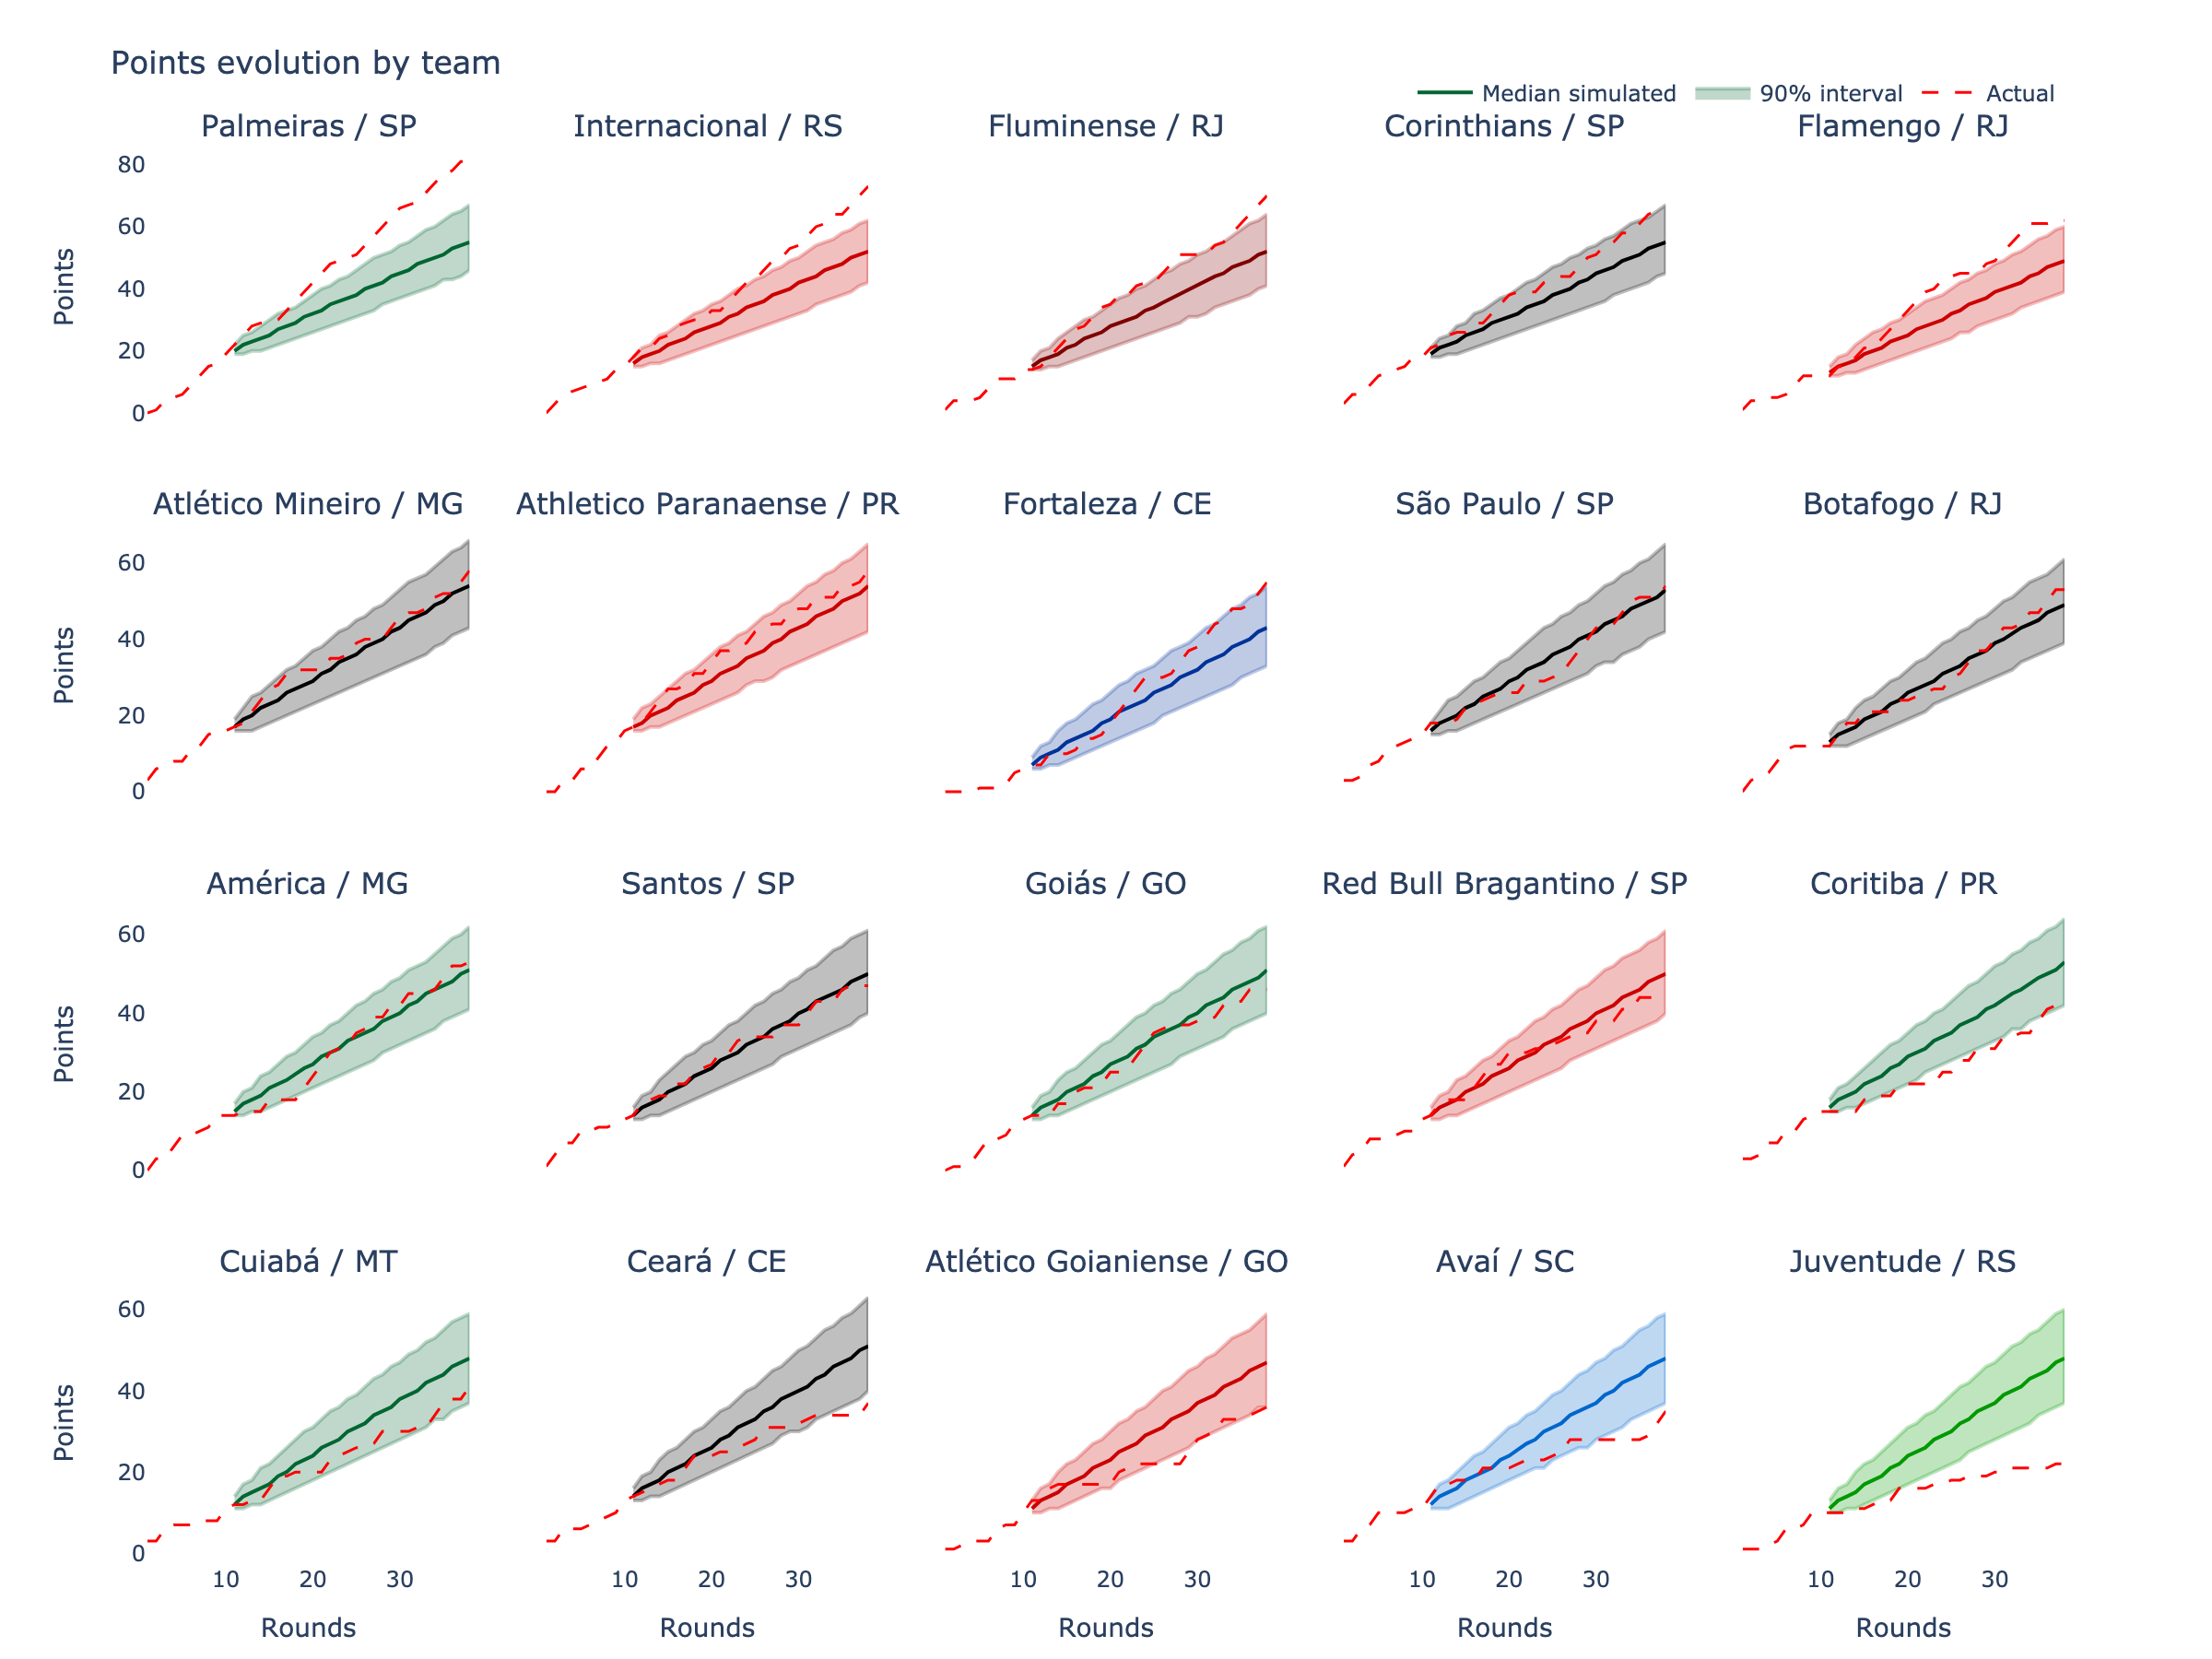 Points evolution by team
Median simulated 90% interval Actual
Palmeiras / SP Internacional / RS Fluminense / RJ Corinthians / SP Flamengo / RJ
80
60
40
20
0
Points
Atlético Mineiro / MG Athletico Paranaense / PR Fortaleza / CE São Paulo / SP Botafogo / RJ
60
40
20
0
Points
América / MG Santos / SP Goiás / GO Red Bull Bragantino / SP Coritiba / PR
60
40
20
0
Points
Cuiabá / MT Ceará / CE Atlético Goianiense / GO Avaí / SC Juventude / RS
60
40
20
0
Points
10 20 30 10 20 30 10 20 30 10 20 30 10 20 30
Rounds Rounds Rounds Rounds Rounds